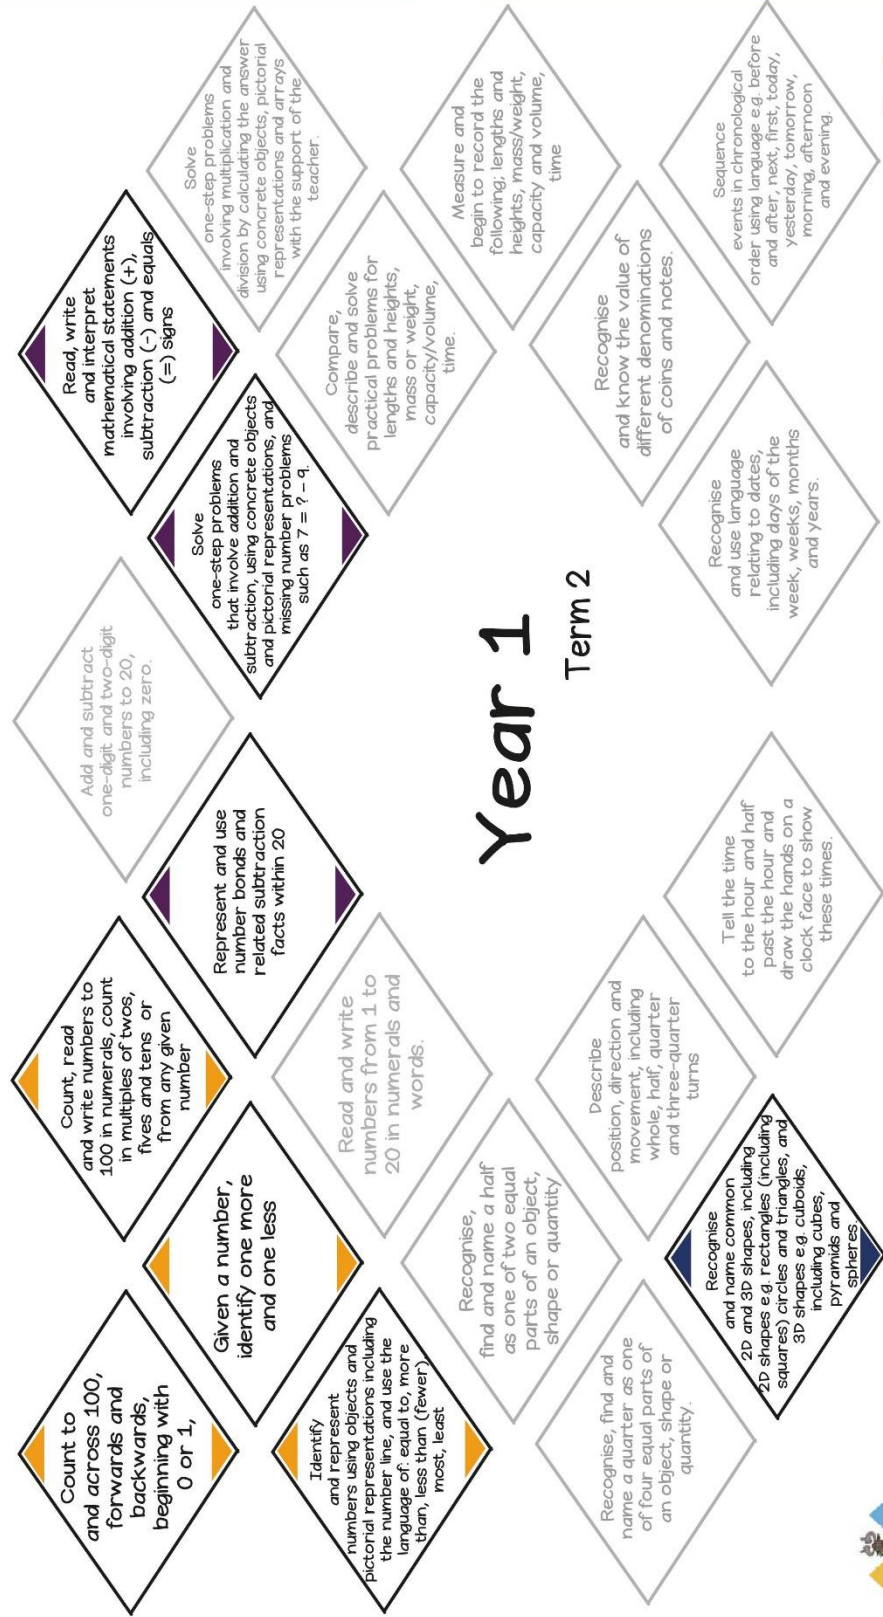 Count to
and across 100,
forwards and
backwards,
beginning with
0 or 1,
Count, read
and write numbers to
100 in numerals, count
in multiples of twos,
fives and tens or
from any given
number
Add and subtract
one-digit and two-digit
numbers to 20,
including zero.
Read, write
and interpret
mathematical statements
involving addition (+),
subtraction (-) and equals
(=) signs
Given a number,
identify one more
and one less
Represent and use
number bonds and
related subtraction
facts within 20
Solve
one-step problems
that involve addition and
subtraction, using concrete objects
and pictorial representations, and
missing number problems
such as 7 = ? - 9.
Solve
one-step problems
involving multiplication and
division by calculating the answer
using concrete objects, pictorial
representations and arrays
with the support of the
teacher.
Identify
and represent
numbers using objects and
pictorial representations including
the number line, and use the
language of: equal to, more
than, less than (fewer),
most, least
Read and write
numbers from 1 to
20 in numerals and
words.
Compare,
describe and solve
practical problems for
lengths and heights,
mass or weight,
capacity/volume,
time.
Recognise,
find and name a half
as one of two equal
parts of an object,
shape or quantity
Year 1
Term 2
Measure and
begin to record the
following; lengths and
heights, mass/weight,
capacity and volume,
time
Recognise, find and
name a quarter as one
of four equal parts of
an object, shape or
quantity.
Describe
position, direction and
movement, including
whole, half, quarter
and three-quarter
turns
Recognise
and know the value of
different denominations
of coins and notes.
Recognise
and name common
2D and 3D shapes, including
2D shapes e.g. rectangles (including
squares) circles and triangles, and
3D shapes e.g. cuboids,
including cubes,
pyramids and
spheres.
Tell the time
to the hour and half
past the hour and
draw the hands on a
clock face to show
these times.
Recognise
and use language
relating to dates,
including days of the
week, weeks, months
and years.
Sequence
events in chronological
order using language e.g. before
and after, next, first, today,
yesterday, tomorrow,
morning, afternoon
and evening.